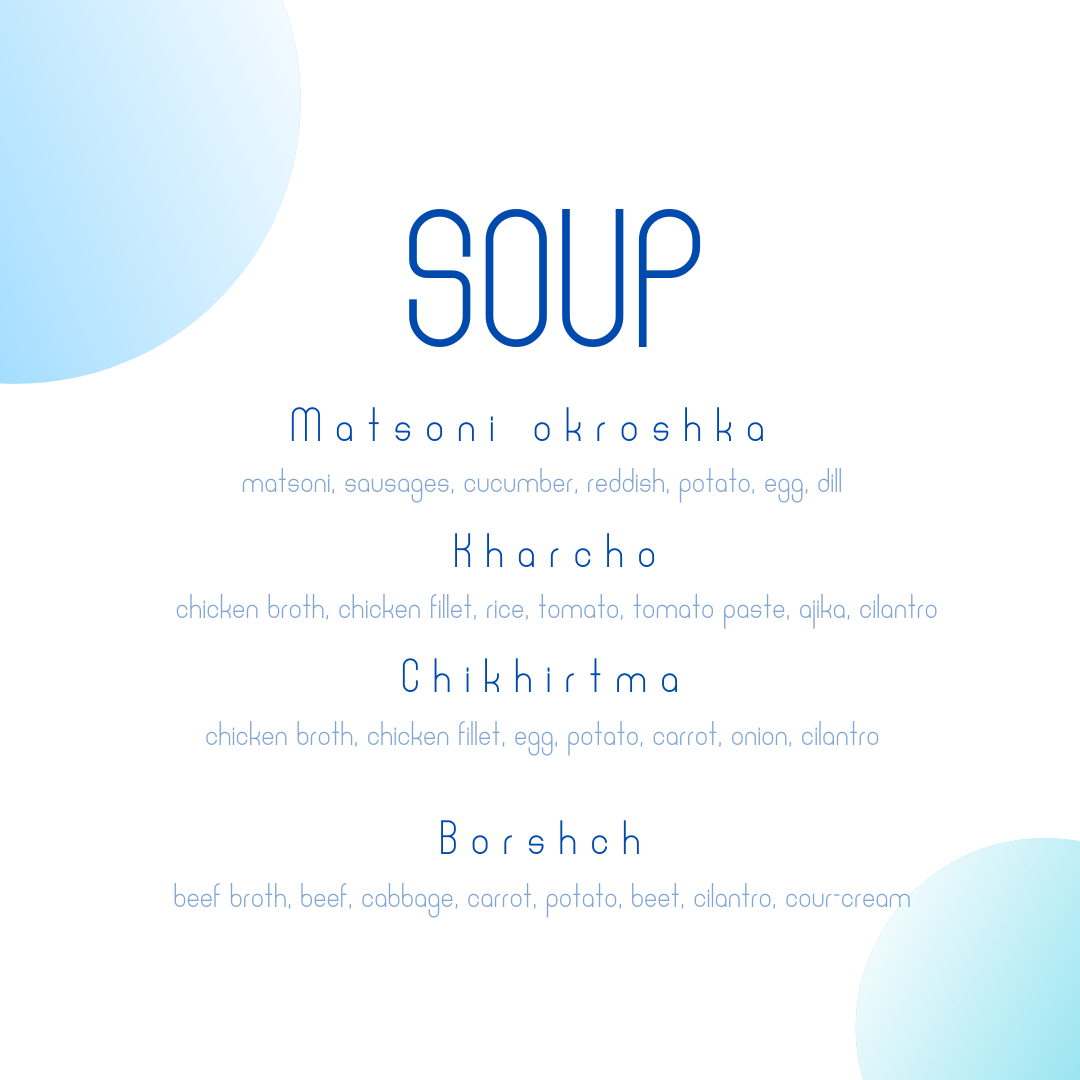 SOUP
Matsoni okroshka
matsoni, sausages, cucumber, reddish, potato, egg, dill
Kharcho
chicken broth, chicken fillet, rice, tomato, tomato paste, ajika, cilantro
Chikhirtma
chicken broth, chicken fillet, egg, potato, carrot, onion, cilantro
Borshch
beef broth, beef, cabbage, carrot, potato, beet, cilantro, cour-cream